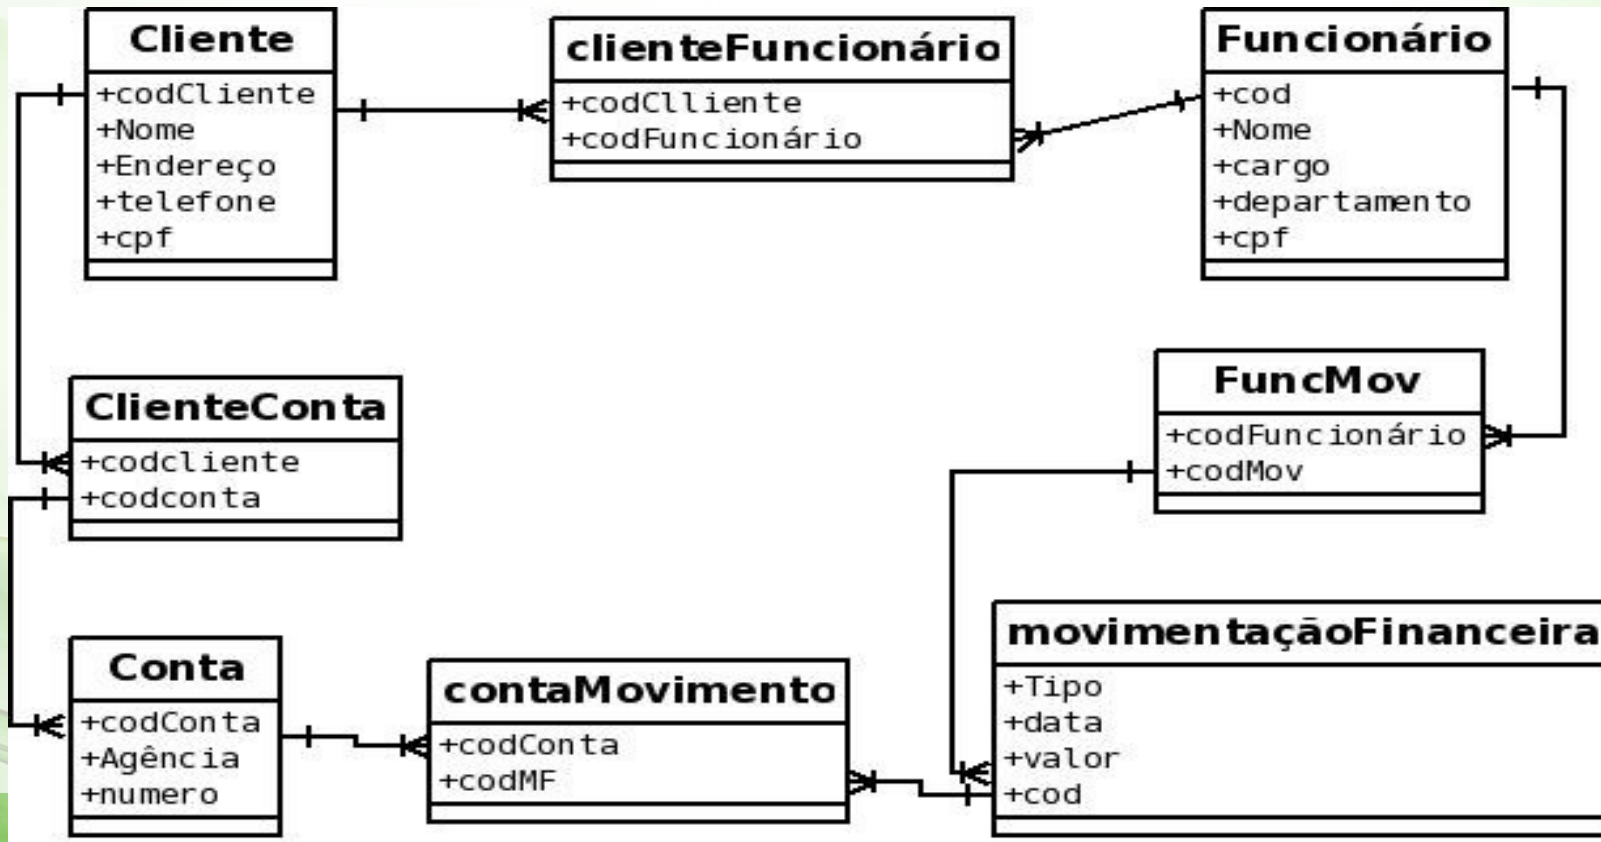 Cliente
+codCliente
+Nome
+Endereço
+telefone
+cpf
clienteFuncionário
+codClliente
+codFuncionário
Funcionário
+cod
+Nome
+cargo
+departamento
+cpf
ClienteConta
+codcliente
+codconta
FuncMov
+codFuncionário
+codMov
Conta
+codConta
+Agência
+numero
contaMovimento
+codConta
+codMF
movimentaçãoFinanceira
+Tipo
+data
+valor
+cod